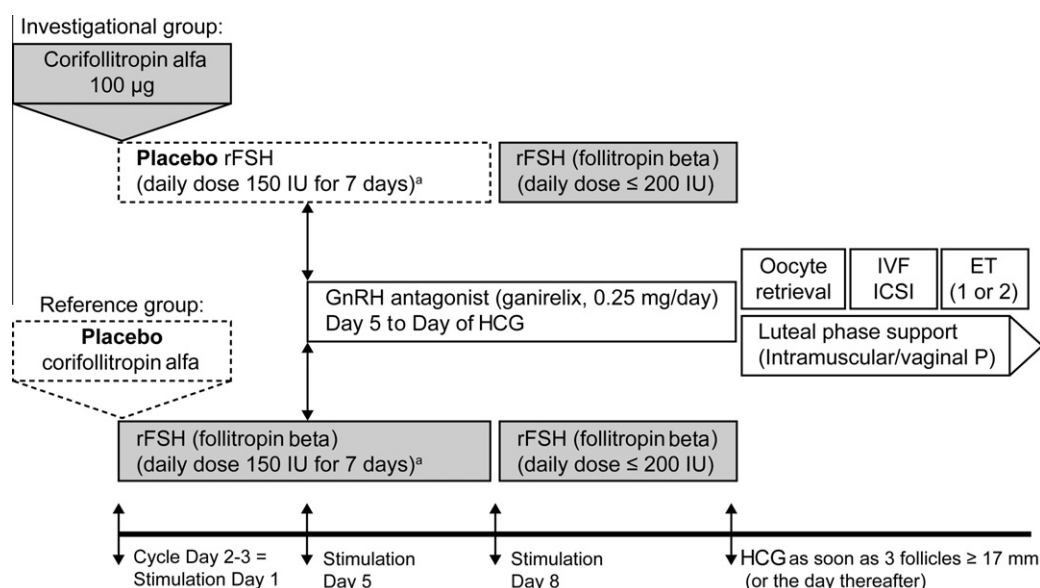 Investigational group:
Corifollitropin alfa
100 µg
Placebo rFSH
(daily dose 150 IU for 7 days)ᵃ
rFSH (follitropin beta)
(daily dose ≤ 200 IU)
GnRH antagonist (ganirelix, 0.25 mg/day)
Day 5 to Day of HCG
Oocyte
retrieval
IVF
ICSI
ET
(1 or 2)
Luteal phase support
(Intramuscular/vaginal P)
Reference group:
Placebo
corifollitropin alfa
rFSH (follitropin beta)
(daily dose 150 IU for 7 days)ᵃ
rFSH (follitropin beta)
(daily dose ≤ 200 IU)
Cycle Day 2-3 =
Stimulation Day 1
Stimulation
Day 5
Stimulation
Day 8
HCG as soon as 3 follicles ≥ 17 mm
(or the day thereafter)